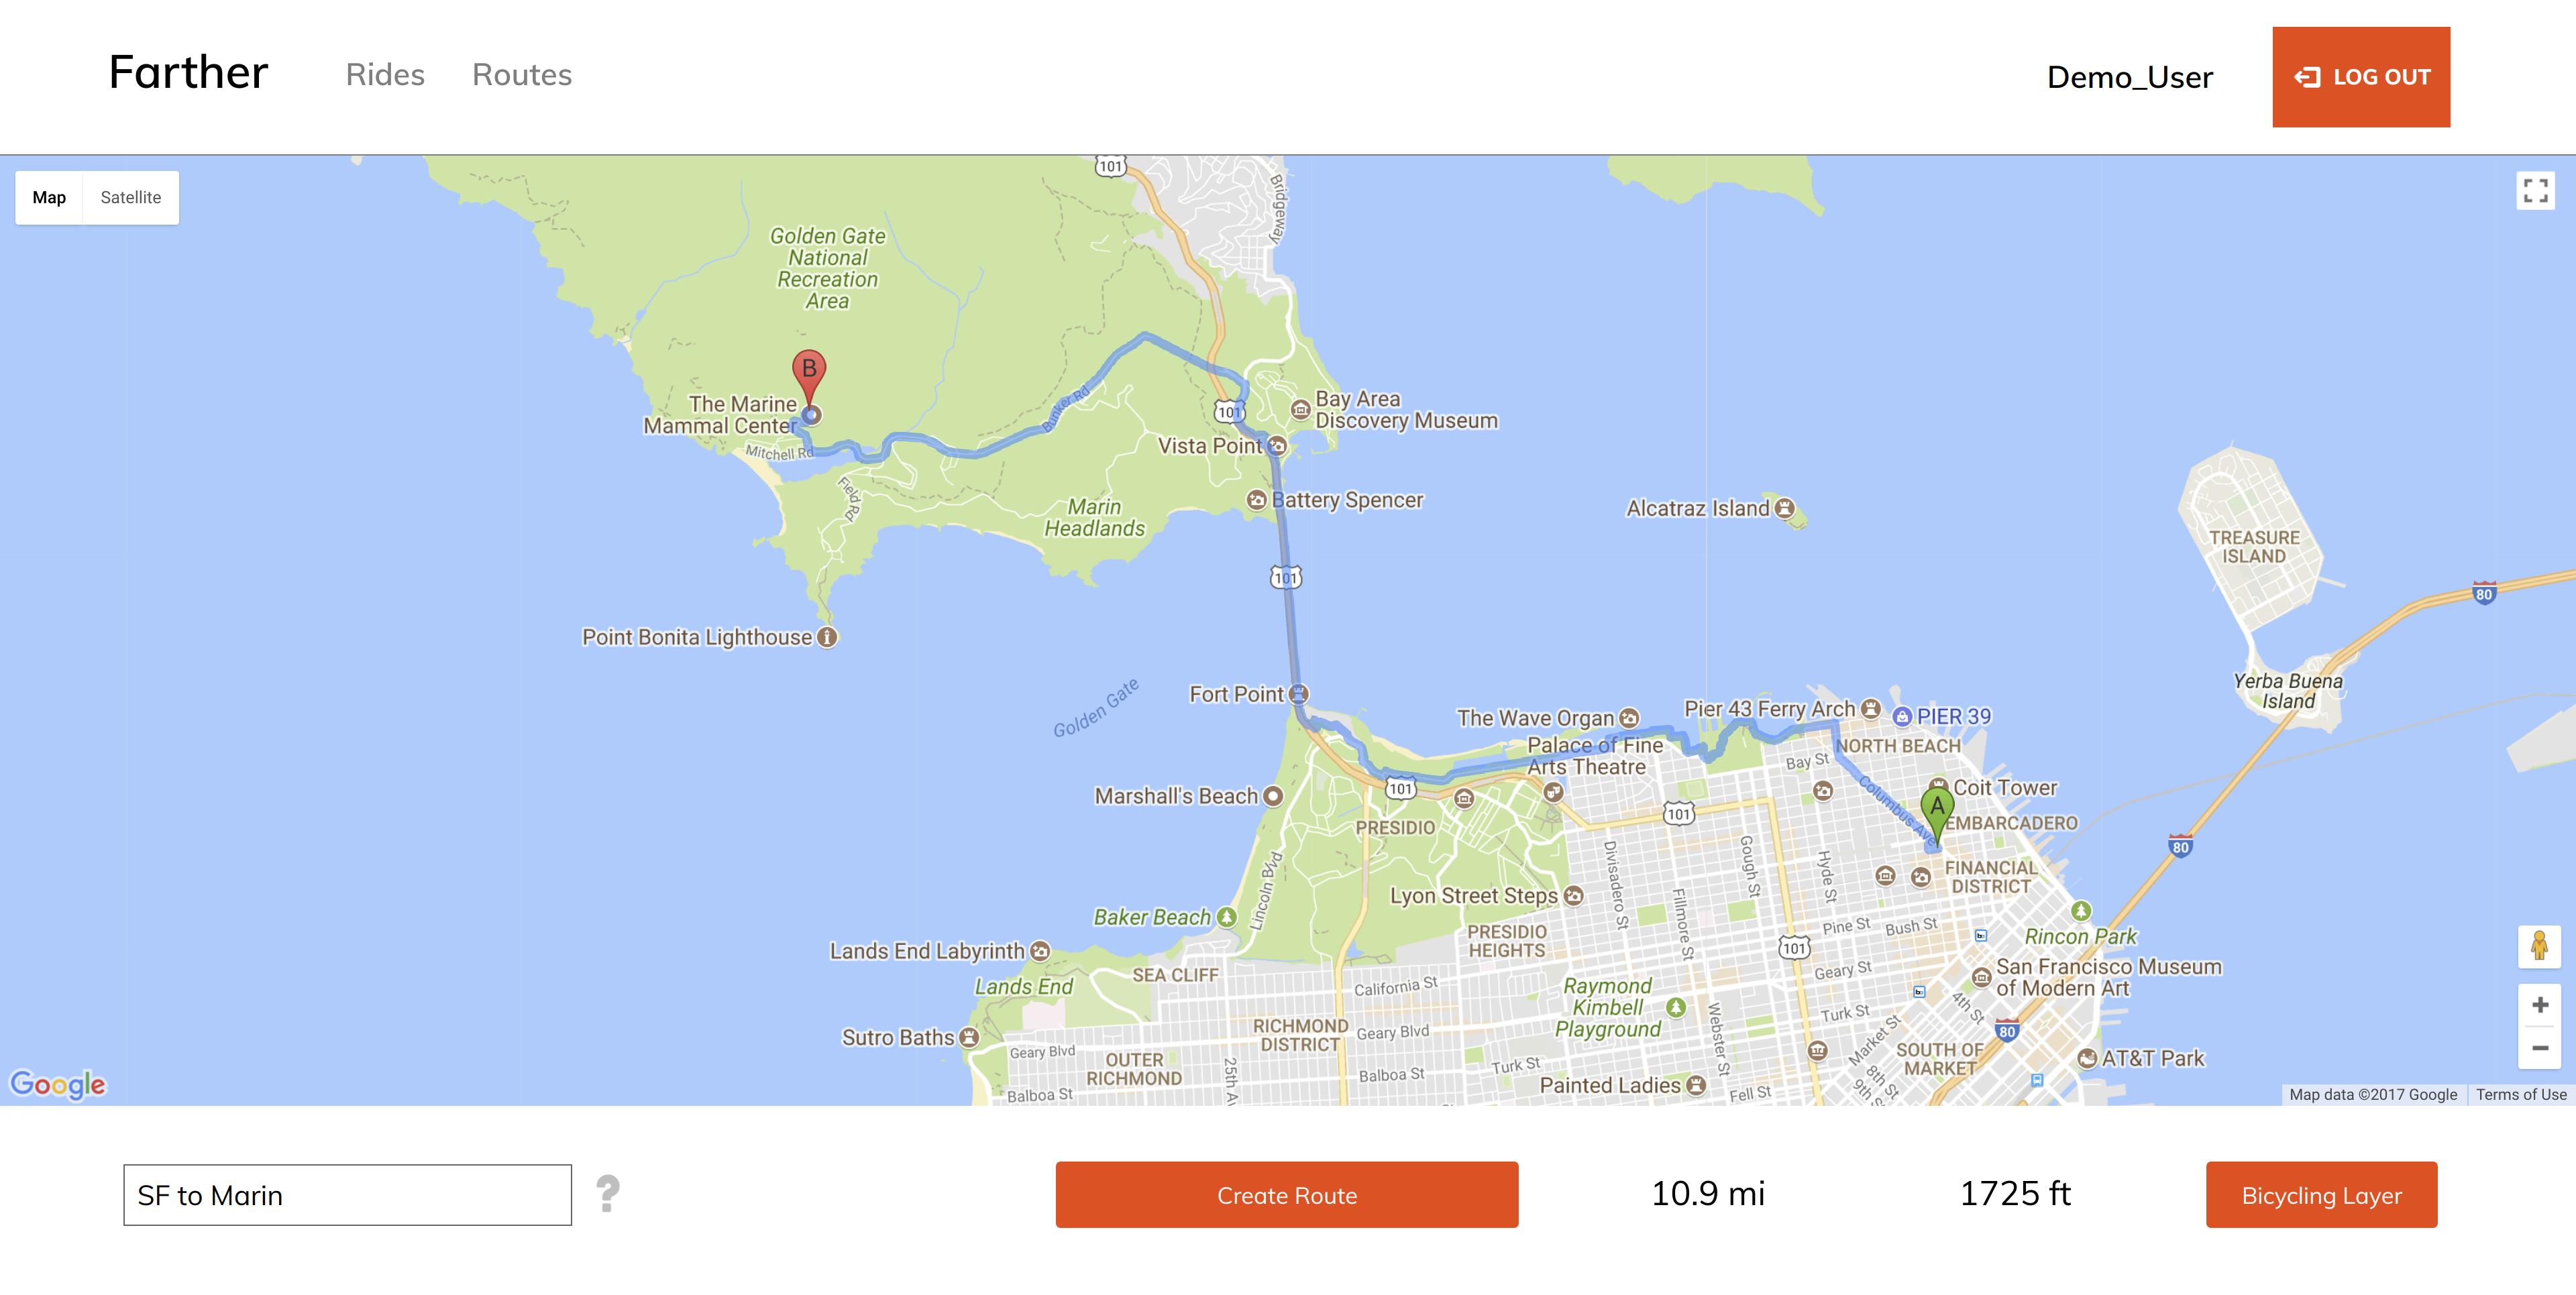 Farther
Rides
Routes
Demo_User
LOG OUT
Map
Satellite
101
Bridgeway
Golden Gate
National
Recreation
Area
B
The Marine
Mammal Center
Mitchell Rd
Bunker Rd
Field Rd
101
Bay Area
Discovery Museum
Vista Point
Battery Spencer
Marin
Headlands
Alcatraz Island
TREASURE
ISLAND
101
80
Point Bonita Lighthouse
Golden Gate
Fort Point
Yerba Buena
Island
The Wave Organ
Pier 43 Ferry Arch
PIER 39
Palace of Fine
Arts Theatre
NORTH BEACH
Bay St
Columbus Ave
Coit Tower
A
EMBARCADERO
Marshall's Beach
101
101
PRESIDIO
80
FINANCIAL
DISTRICT
Lincoln Blvd
Divisadero St
Gough St
Hyde St
Fillmore St
Lyon Street Steps
Baker Beach
PRESIDIO
HEIGHTS
Pine St
Bush St
101
Rincon Park
Lands End Labyrinth
SEA CLIFF
Lands End
California St
Geary St
San Francisco Museum
of Modern Art
Raymond
Kimbell
Playground
Webster St
4th St
Turk St
Market St
80
Sutro Baths
Geary Blvd
OUTER
RICHMOND
RICHMOND
DISTRICT
Geary Blvd
25th A
Balboa St
Balboa St
Turk St
Painted Ladies
Fell St
SOUTH OF
MARKET
8th St
9th S
AT&T Park
Google
Map data ©2017 Google
Terms of Use
SF to Marin
?
Create Route
10.9 mi
1725 ft
Bicycling Layer